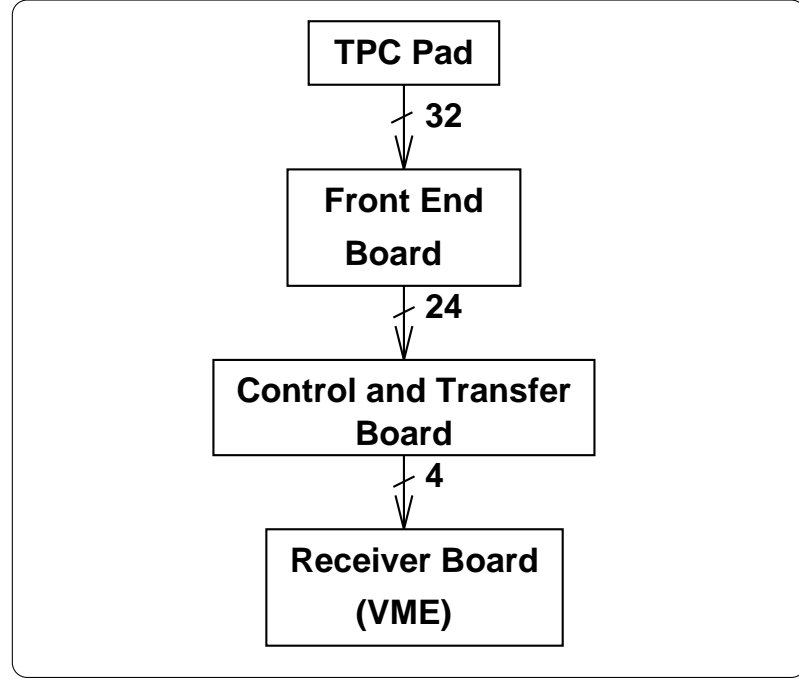 TPC Pad
32
Front End
Board
24
Control and Transfer
Board
4
Receiver Board
(VME)